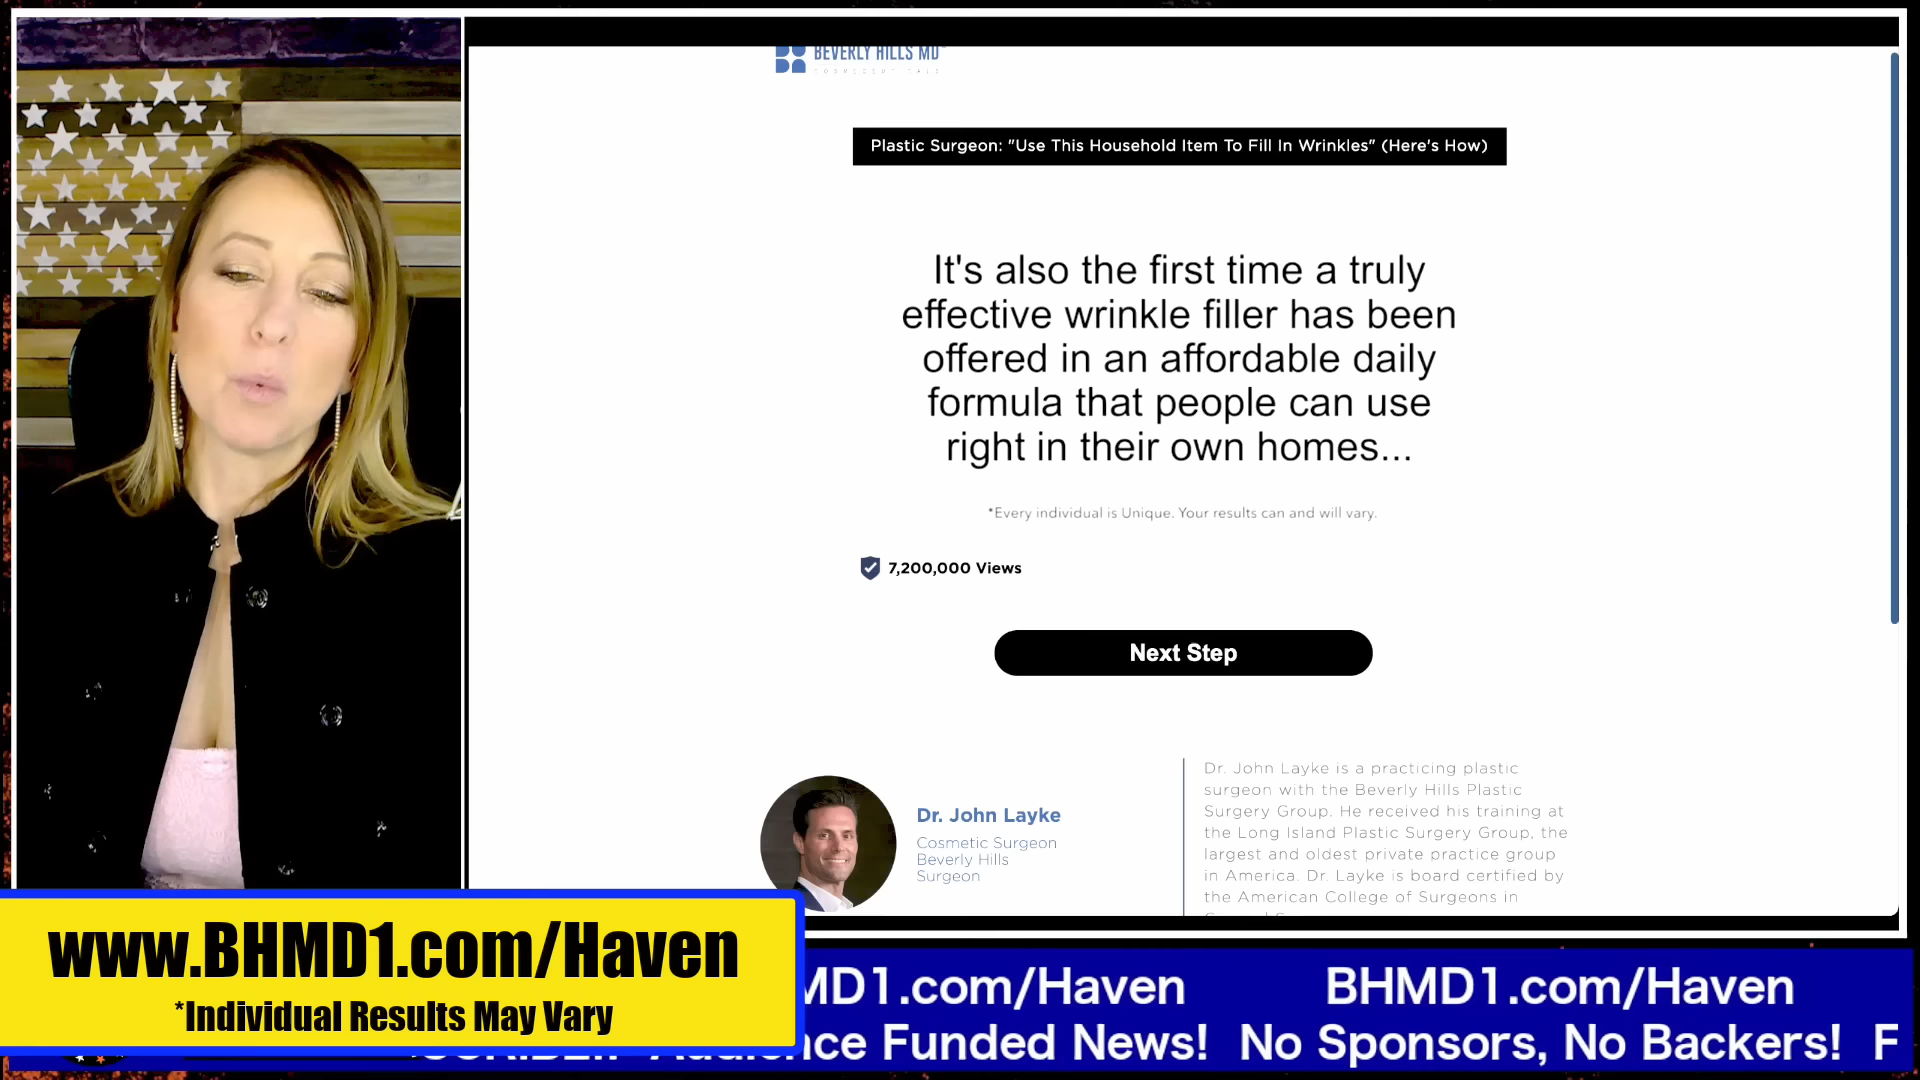 BEVERLY HILLS MD
Plastic Surgeon: "Use This Household Item To Fill In Wrinkles" (Here's How)
It's also the first time a truly
effective wrinkle filler has been
offered in an affordable daily
formula that people can use
right in their own homes...
*Every individual is Unique. Your results can and will vary.
7,200,000 Views
Next Step
Dr. John Layke
Cosmetic Surgeon
Beverly Hills
Surgeon
Dr. John Layke is a practicing plastic
surgeon with the Beverly Hills Plastic
Surgery Group. He received his training at
the Long Island Plastic Surgery Group, the
largest and oldest private practice group
in America. Dr. Layke is board certified by
the American College of Surgeons in
www.BHMD1.com/Haven
*Individual Results May Vary
MD1.com/Haven BHMD1.com/Haven
nce Funded News! No Sponsors, No Backers! F